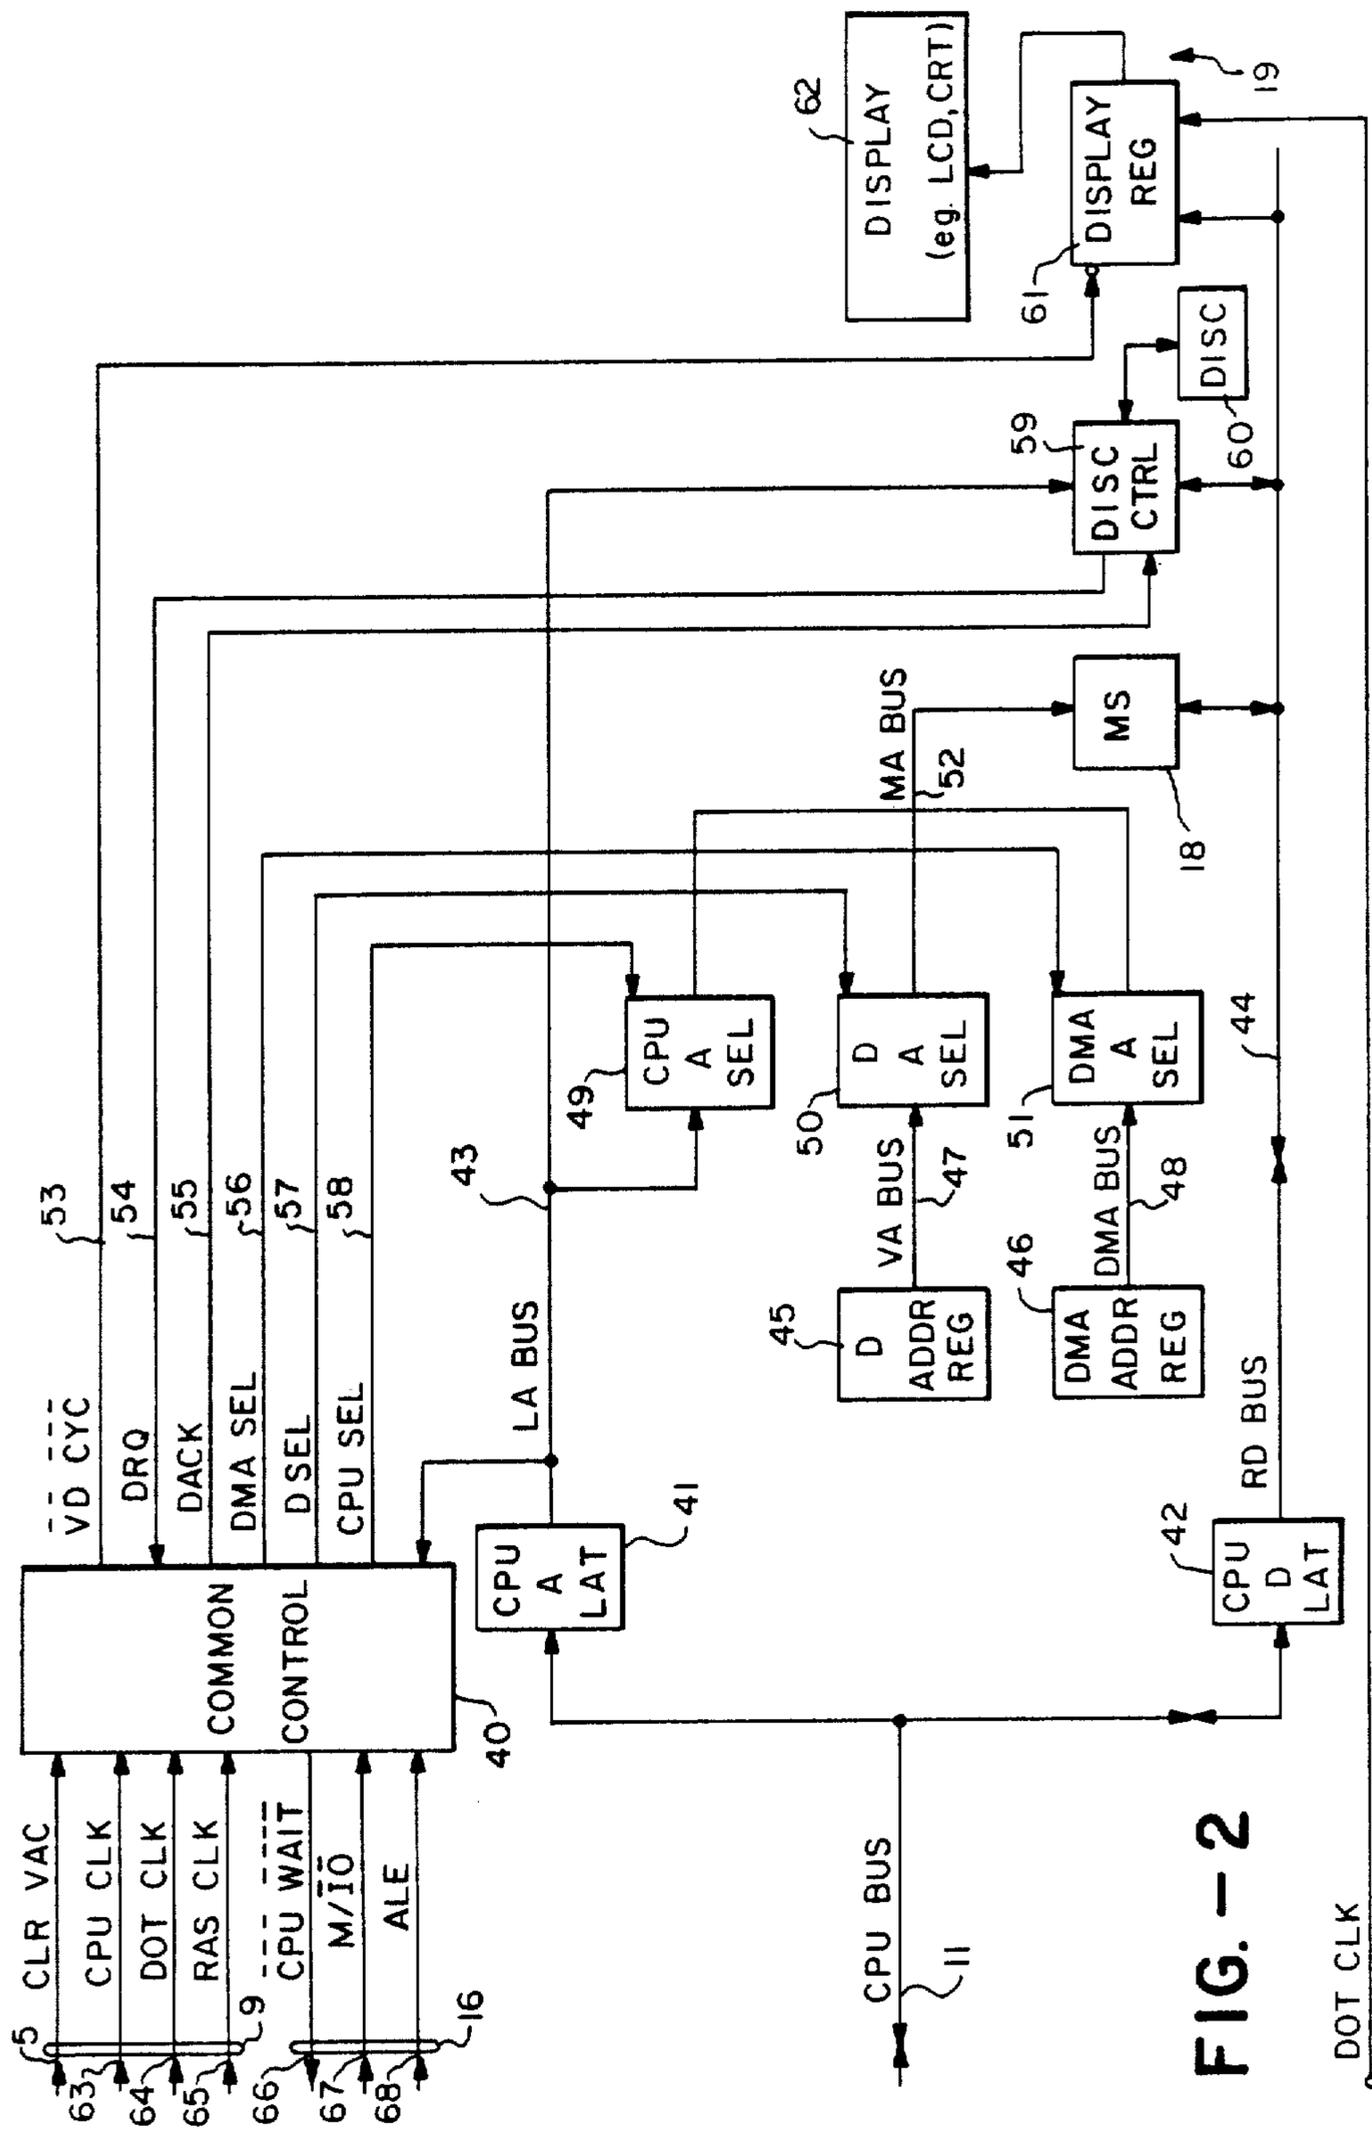 5 CLR VAC
63 CPU CLK
64 DOT CLK
65 RAS CLK
9
66 CPU WAIT
67 M/IO
68 ALE
16
COMMON
CONTROL
40
VD CYC 53
DRQ 54
DACK 55
DMA SEL 56
DSEL 57
CPU SEL 58
CPU
A
LAT
41
LA BUS
43
49
CPU
A
SEL
CPU BUS
11
45
D
ADDR
REG
VA BUS
47
50
D
A
SEL
MA BUS
52
46
DMA
ADDR
REG
DMA BUS
48
51
DMA
A
SEL
MS
18
DISC
CTRL
59
DISC
60
61
DISPLAY
REG
62
DISPLAY
(eg. LCD,CRT)
19
42
CPU
D
LAT
RD BUS
44
FIG.-2
DOT CLK